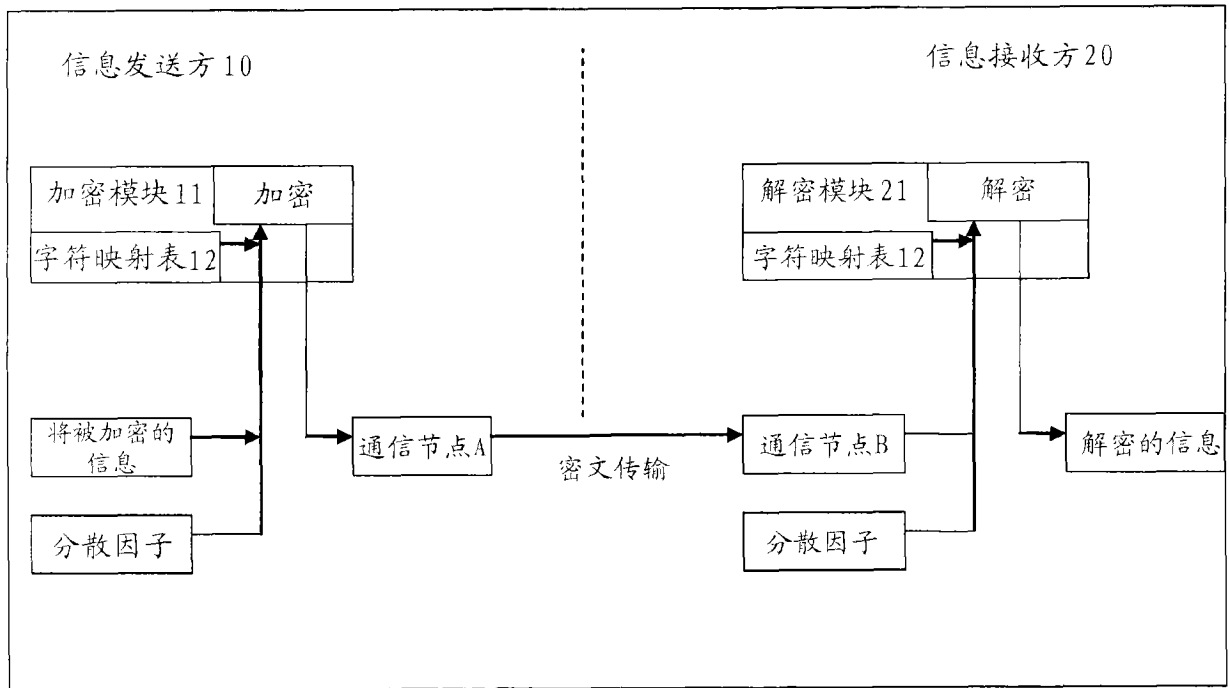 信息发送方10
信息接收方20
加密模块11
加密
字符映射表12
解密模块21
解密
字符映射表12
将被加密的
信息
通信节点A
密文传输
通信节点B
解密的信息
分散因子
分散因子